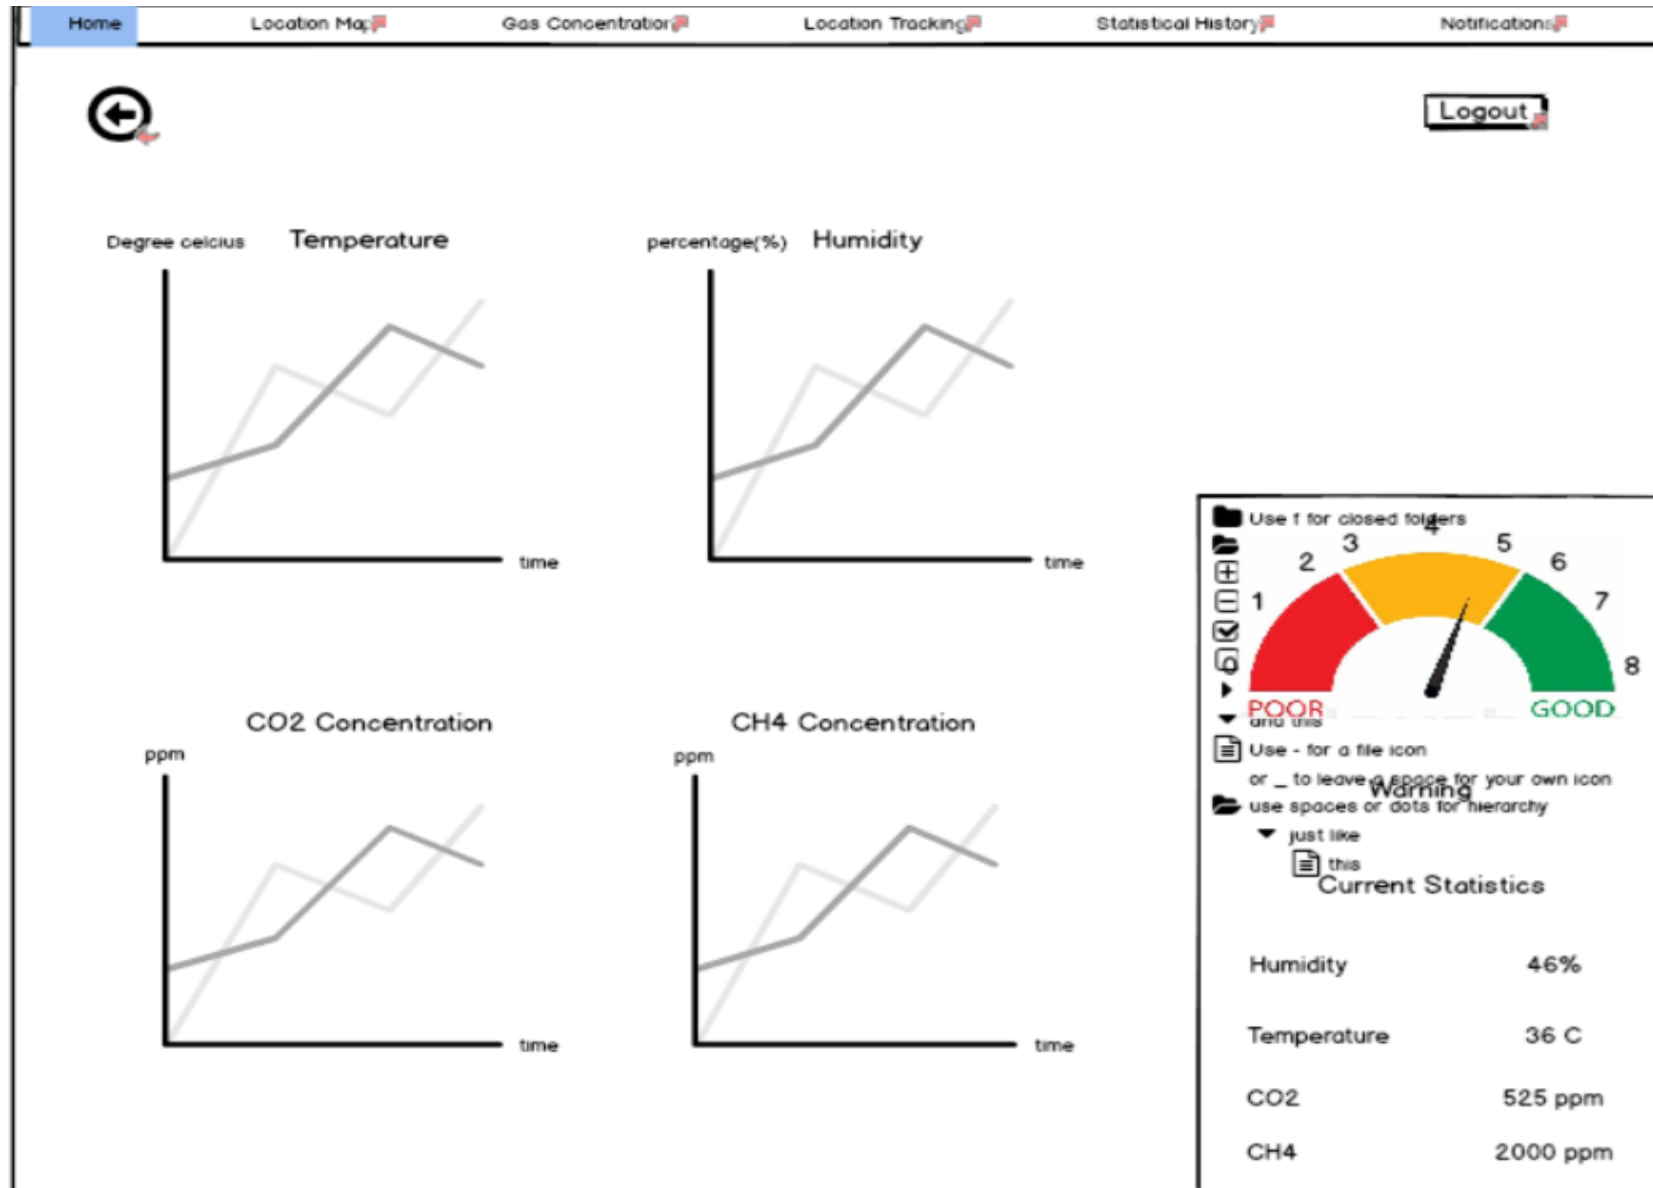 Home Location Map Gas Concentration Location Tracking Statistical History Notifications
Logout
Degree celcius Temperature
percentage(%) Humidity
time
time
CO2 Concentration
ppm
time
CH4 Concentration
ppm
time
Use f for closed folders
0 1 2 3 4 5 6 7 8
POOR GOOD
and this
Use - for a file icon
or _ to leave a space for your own icon
Warning
use spaces or dots for hierarchy
just like
this
Current Statistics
Humidity 46%
Temperature 36 C
CO2 525 ppm
CH4 2000 ppm